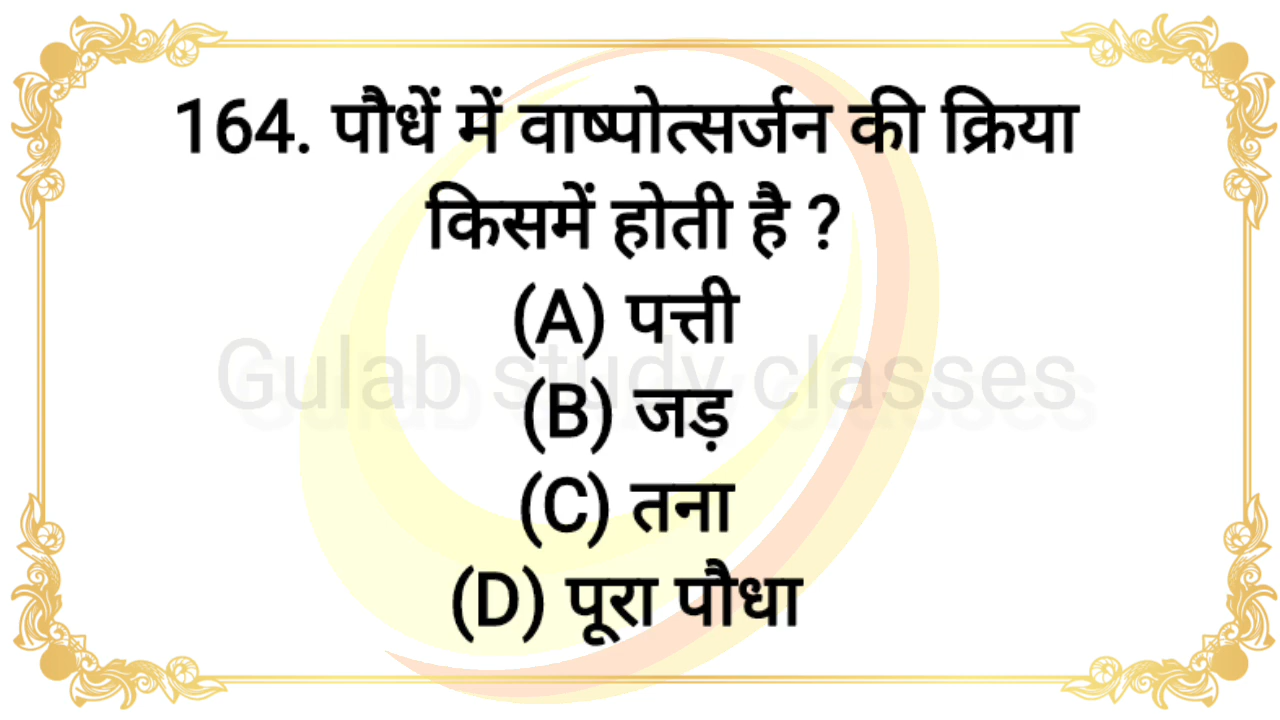 164. पौधें में वाष्पोत्सर्जन की क्रिया
किसमें होती है ?
(A) पत्ती
Gulab study classes
(B) जड़
(C) तना
(D) पूरा पौधा